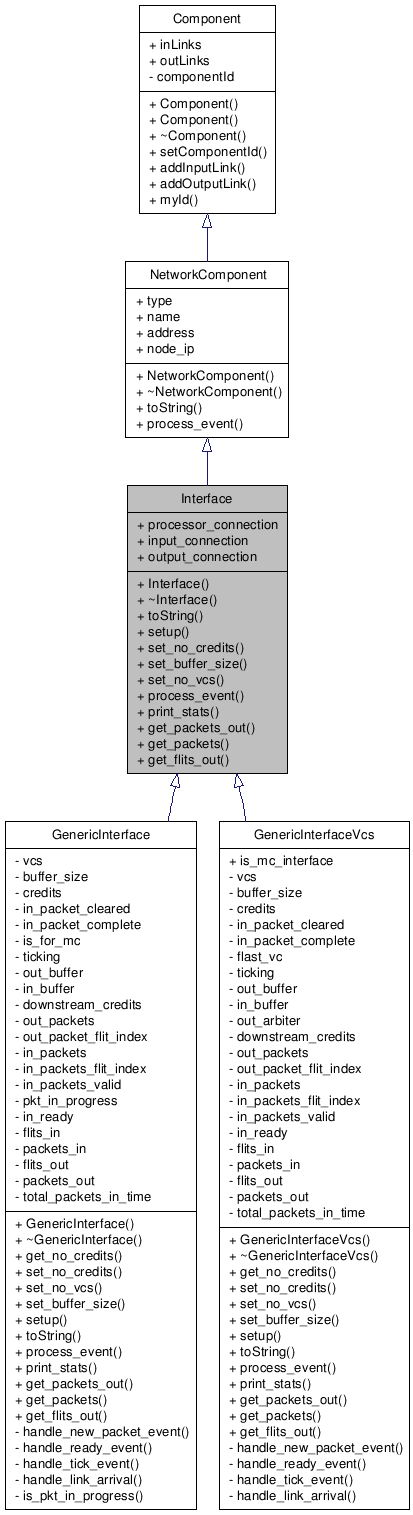 Component
+ inLinks
+ outLinks
- componentId
+ Component()
+ Component()
+ ~Component()
+ setComponentId()
+ addInputLink()
+ addOutputLink()
+ myId()
NetworkComponent
+ type
+ name
+ address
+ node_ip
+ NetworkComponent()
+ ~NetworkComponent()
+ toString()
+ process_event()
Interface
+ processor_connection
+ input_connection
+ output_connection
+ Interface()
+ ~Interface()
+ toString()
+ setup()
+ set_no_credits()
+ set_buffer_size()
+ set_no_vcs()
+ process_event()
+ print_stats()
+ get_packets_out()
+ get_packets()
+ get_flits_out()
GenericInterface
- vcs
- buffer_size
- credits
- in_packet_cleared
- in_packet_complete
- is_for_mc
- ticking
- out_buffer
- in_buffer
- downstream_credits
- out_packets
- out_packet_flit_index
- in_packets
- in_packets_flit_index
- in_packets_valid
- pkt_in_progress
- in_ready
- flits_in
- packets_in
- flits_out
- packets_out
- total_packets_in_time
+ GenericInterface()
+ ~GenericInterface()
+ get_no_credits()
+ set_no_credits()
+ set_no_vcs()
+ set_buffer_size()
+ setup()
+ toString()
+ process_event()
+ print_stats()
+ get_packets_out()
+ get_packets()
+ get_flits_out()
- handle_new_packet_event()
- handle_ready_event()
- handle_tick_event()
- handle_link_arrival()
- is_pkt_in_progress()
GenericInterfaceVcs
+ is_mc_interface
- vcs
- buffer_size
- credits
- in_packet_cleared
- in_packet_complete
- flast_vc
- ticking
- out_buffer
- in_buffer
- out_arbiter
- downstream_credits
- out_packets
- out_packet_flit_index
- in_packets
- in_packets_flit_index
- in_packets_valid
- in_ready
- flits_in
- packets_in
- flits_out
- packets_out
- total_packets_in_time
+ GenericInterfaceVcs()
+ ~GenericInterfaceVcs()
+ get_no_credits()
+ set_no_credits()
+ set_no_vcs()
+ set_buffer_size()
+ setup()
+ toString()
+ process_event()
+ print_stats()
+ get_packets_out()
+ get_packets()
+ get_flits_out()
- handle_new_packet_event()
- handle_ready_event()
- handle_tick_event()
- handle_link_arrival()